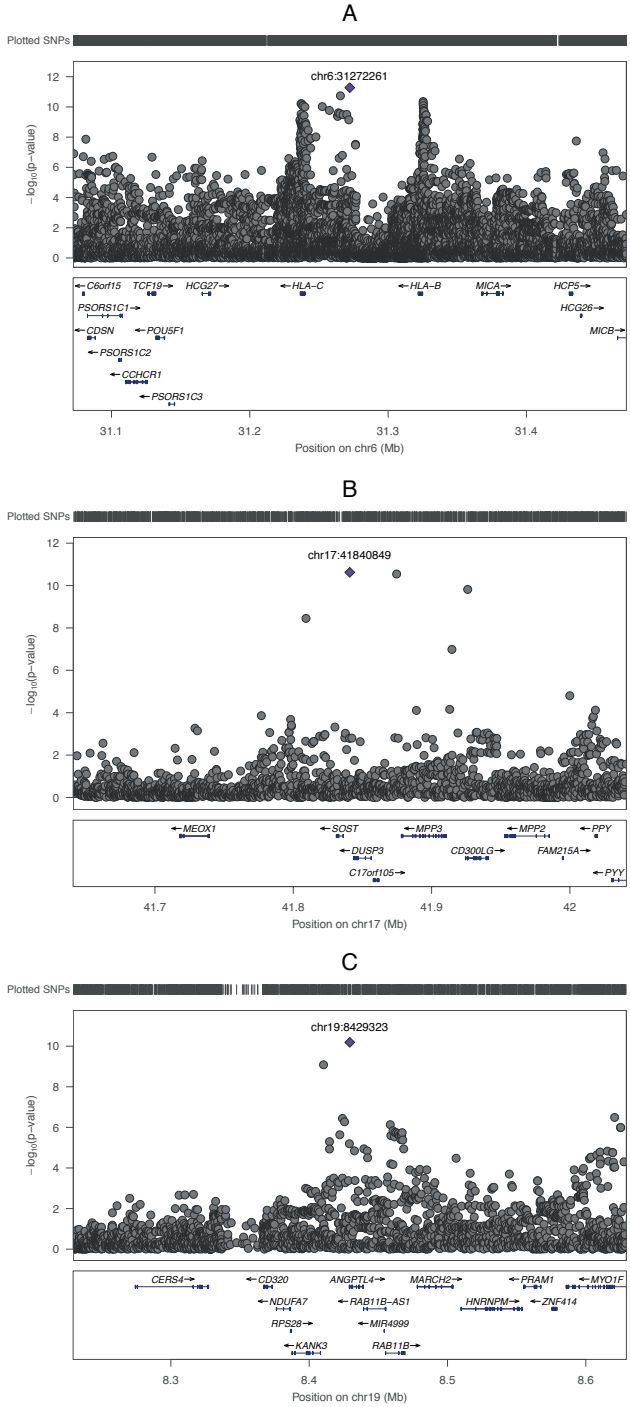 A
Plotted SNPs
chr6:31272261
12
10
8
6
4
2
0
−log10(p−value)
C6orf15 TCF19 HCG27 HLA−C HLA−B MICA HCP5
PSORS1C1 HCG26
CDSN POU5F1 MICB
PSORS1C2
CCHCR1
PSORS1C3
31.1 31.2 31.3 31.4
Position on chr6 (Mb)
B
Plotted SNPs
chr17:41840849
12
10
8
6
4
2
0
−log10(p−value)
MEOX1 SOST MPP3 MPP2 PPY
DUSP3 CD300LG FAM215A
C17orf105 PYY
41.7 41.8 41.9 42
Position on chr17 (Mb)
C
Plotted SNPs
chr19:8429323
10
8
6
4
2
0
−log10(p−value)
CERS4 CD320 ANGPTL4 MARCH2 PRAM1 MYO1F
NDUFA7 RAB11B−AS1 HNRNPM ZNF414
RPS28 MIR4999
KANK3 RAB11B
8.3 8.4 8.5 8.6
Position on chr19 (Mb)